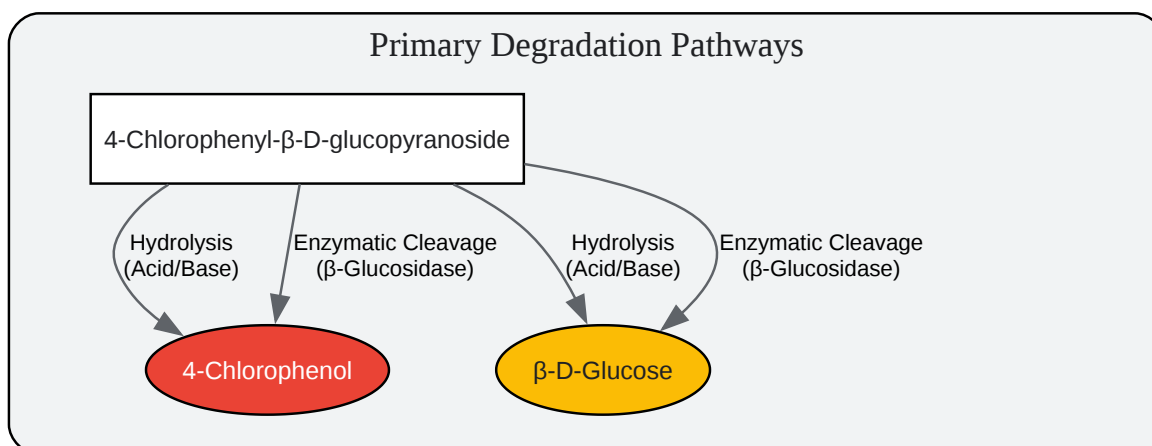 Primary Degradation Pathways
4-Chlorophenyl-β-D-glucopyranoside
Hydrolysis
(Acid/Base)
Enzymatic Cleavage
(β-Glucosidase)
Hydrolysis
(Acid/Base)
Enzymatic Cleavage
(β-Glucosidase)
4-Chlorophenol
β-D-Glucose